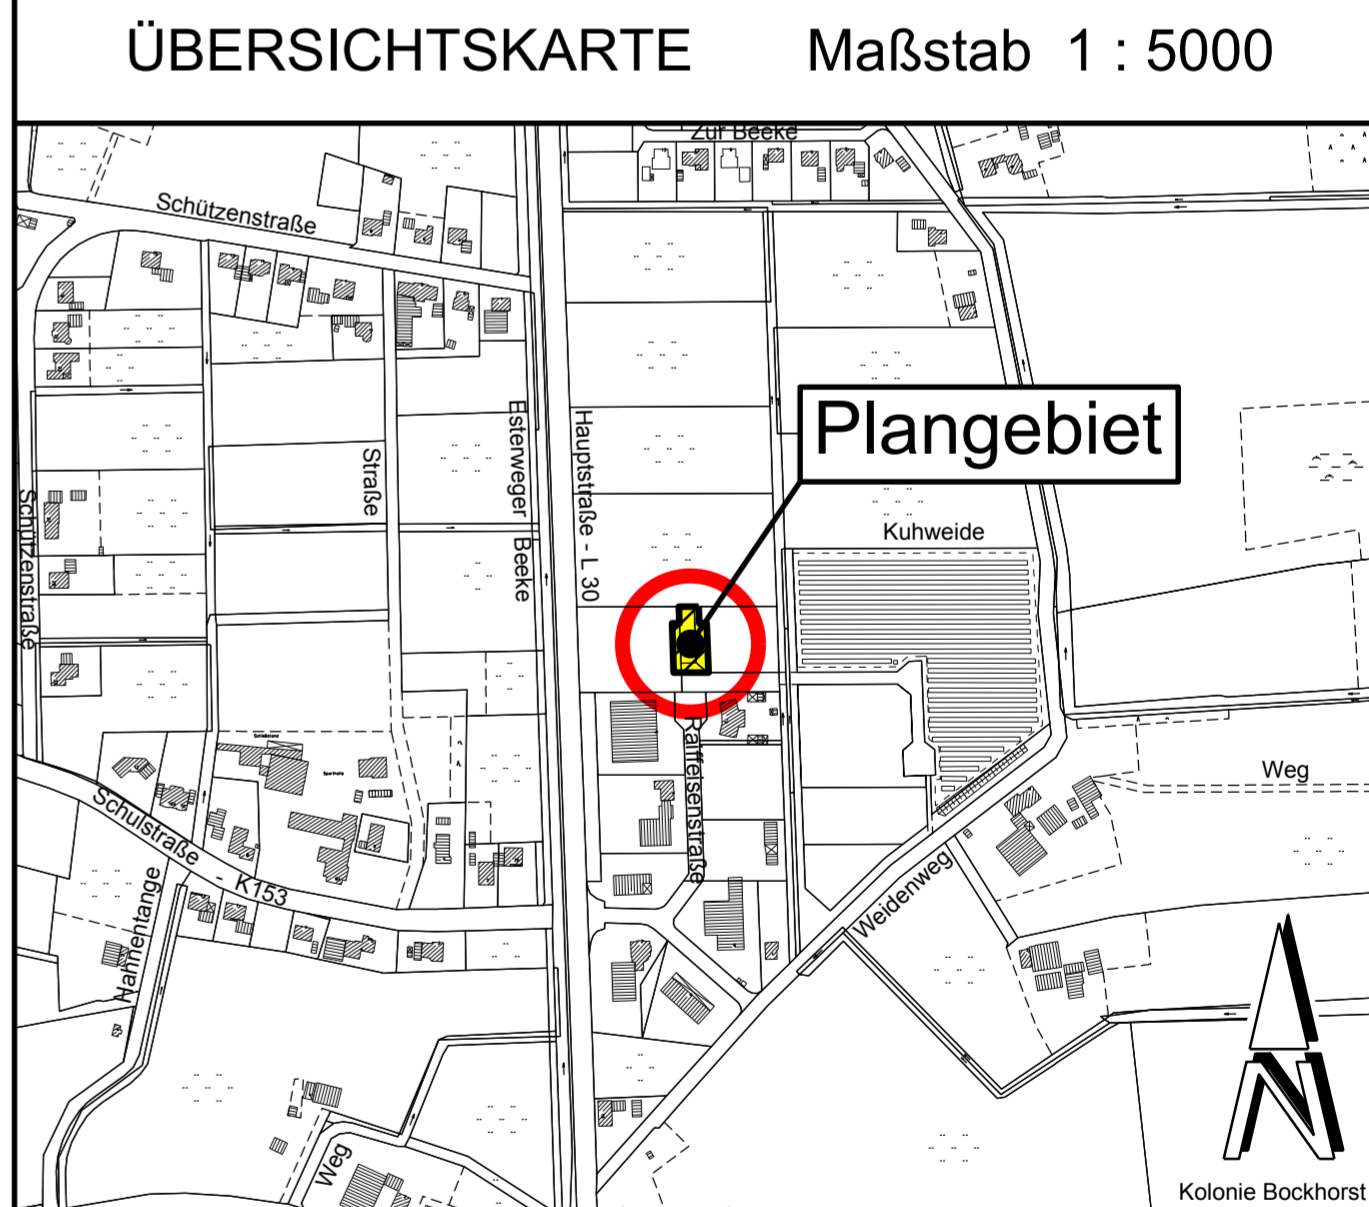 ÜBERSICHTSKARTE Maßstab 1 : 5000
Zur Beeke
Schützenstraße
Plangebiet
Esterweger Beeke
Hauptstraße - L 30
Straße
Schützenstraße
Kuhweide
Raiffeisenstraße
Weg
Schulstraße - K153
Hahnentange
Weidenweg
Weg
N
Kolonie Bockhorst